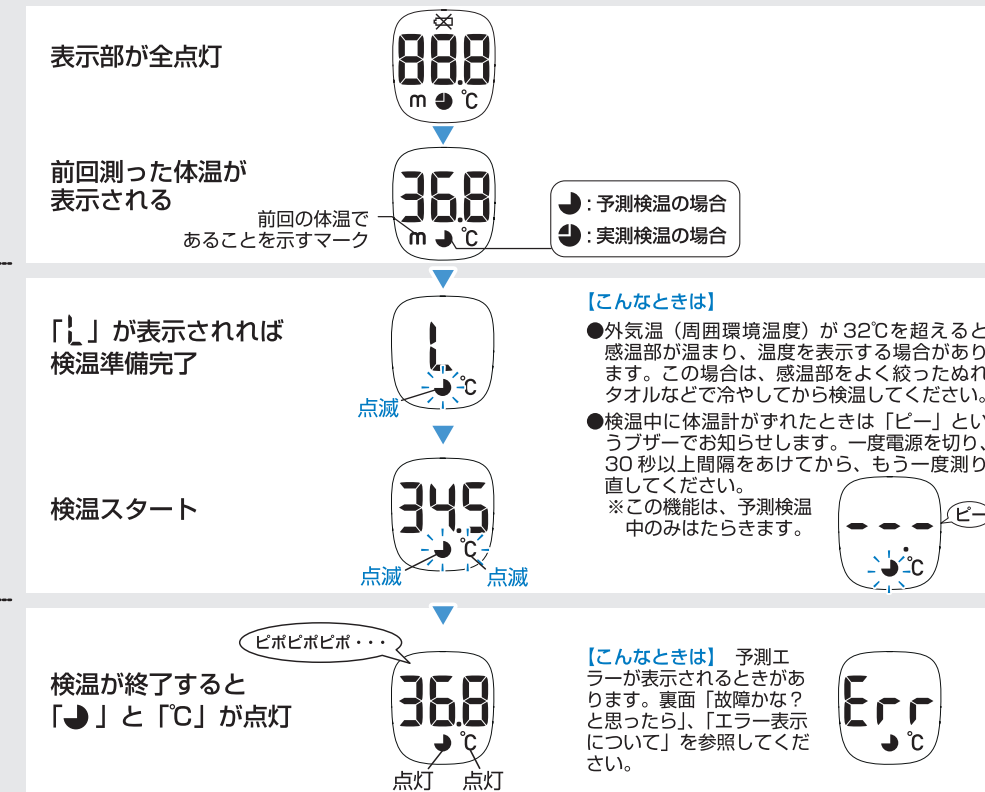 表示部が全点灯
88.8
m ℃
前回測った体温が
表示される
36.8
m ℃
前回の体温で
あることを示すマーク
：予測検温の場合
：実測検温の場合
「L」が表示されれば
検温準備完了
L
℃
点滅
検温スタート
34.5
℃
点滅
点滅
【こんなときは】
●外気温（周囲環境温度）が 32℃を超えると
感温部が温まり、温度を表示する場合があり
ます。この場合は、感温部をよく絞ったぬれ
タオルなどで冷やしてから検温してください。
●検温中に体温計がずれたときは「ピー」とい
うブザーでお知らせします。一度電源を切り、
30 秒以上間隔をあけてから、もう一度測り
直してください。
※この機能は、予測検温
中のみはたらきます。
---
ピー
℃
ピポピポピポ・・・
検温が終了すると
「 」と「℃」が点灯
36.8
℃
点灯
点灯
【こんなときは】 予測エ
ラーが表示されるときがあ
ります。裏面「故障かな？
と思ったら」、「エラー表示
について」を参照してくだ
さい。
Err
℃